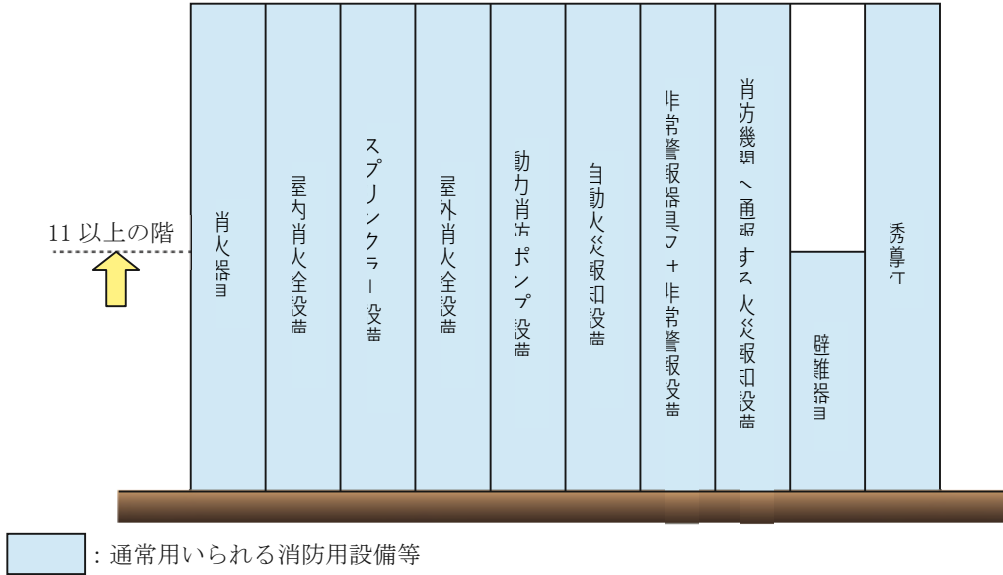 11 以上の階
消火器具
屋内消火栓設備
スプリンクラー設備
屋外消火栓設備
動力消防ポンプ設備
自動火災報知設備
非常警報器具又は非常警報設備
消防機関へ通報する火災報知設備
避難器具
誘導灯
：通常用いられる消防用設備等